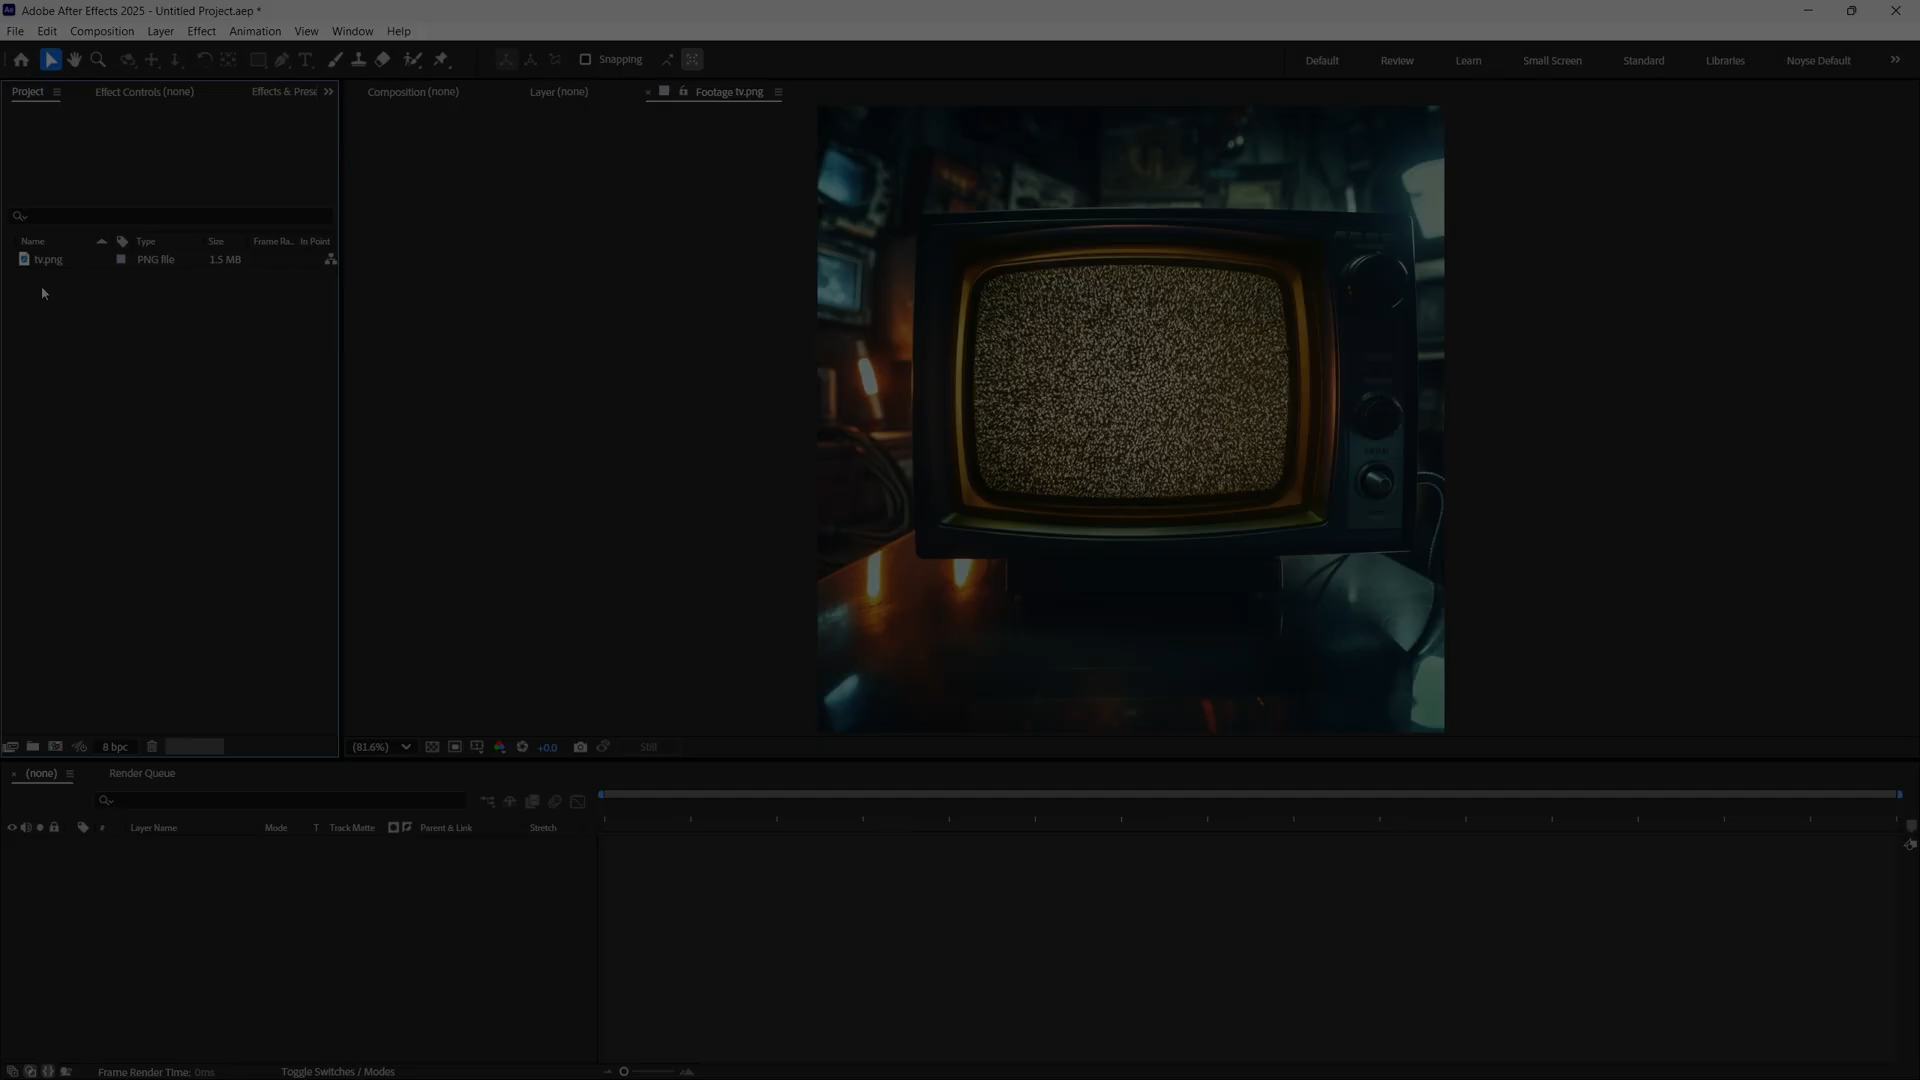 Adobe After Effects 2025 - Untitled Project.aep *
File Edit Composition Layer Effect Animation View Window Help
Snapping
Default Review Learn Small Screen Standard Libraries Noyse Default
Project Effect Controls (none) Effects & Prese
Composition (none) Layer (none) Footage tv.png
Name Type Size Frame Ra... In Point
tv.png PNG file 1.5 MB
8 bpc
(81.6%) +0.0 Still
(none) Render Queue
# Layer Name Mode T Track Matte Parent & Link Stretch
Frame Render Time: 0ms Toggle Switches / Modes